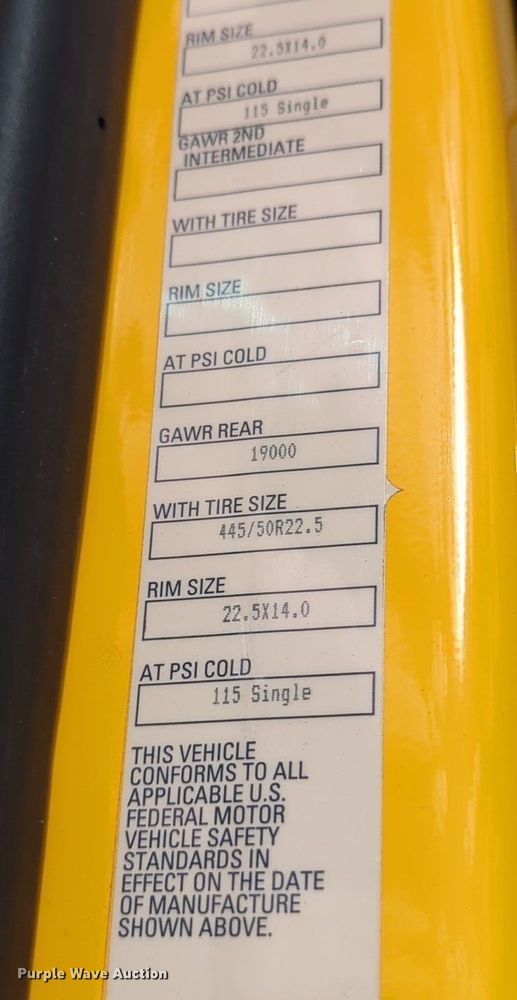 RIM SIZE
22.5X14.0
AT PSI COLD
115 Single
GAWR 2ND
INTERMEDIATE
WITH TIRE SIZE
RIM SIZE
AT PSI COLD
GAWR REAR
19000
WITH TIRE SIZE
445/50R22.5
RIM SIZE
22.5X14.0
AT PSI COLD
115 Single
THIS VEHICLE
CONFORMS TO ALL
APPLICABLE U.S.
FEDERAL MOTOR
VEHICLE SAFETY
STANDARDS IN
EFFECT ON THE DATE
OF MANUFACTURE
SHOWN ABOVE.
Purple Wave Auction